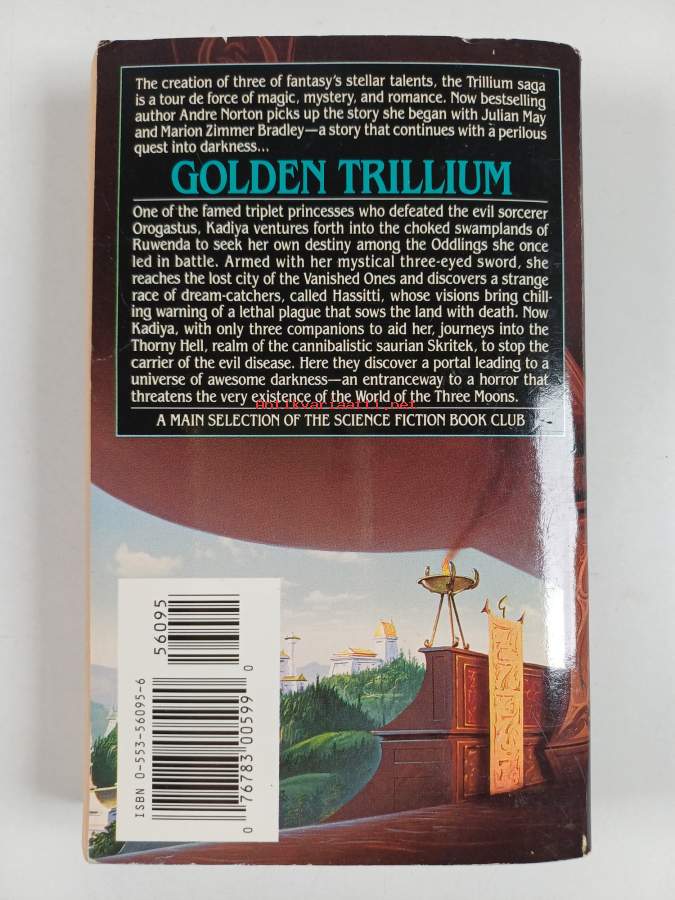 The creation of three of fantasy's stellar talents, the Trillium saga
is a tour de force of magic, mystery, and romance. Now bestselling
author Andre Norton picks up the story she began with Julian May
and Marion Zimmer Bradley—a story that continues with a perilous
quest into darkness...
GOLDEN TRILLIUM
One of the famed triplet princesses who defeated the evil sorcerer
Orogastus, Kadiya ventures forth into the choked swamplands of
Ruwenda to seek her own destiny among the Oddlings she once
led in battle. Armed with her mystical three-eyed sword, she
reaches the lost city of the Vanished Ones and discovers a strange
race of dream-catchers, called Hassitti, whose visions bring chill-
ing warning of a lethal plague that sows the land with death. Now
Kadiya, with only three companions to aid her, journeys into the
Thorny Hell, realm of the cannibalistic saurian Skritek, to stop the
carrier of the evil disease. Here they discover a portal leading to a
universe of awesome darkness—an entranceway to a horror that
threatens the very existence of the World of the Three Moons.
Antikvariaatti.net
A MAIN SELECTION OF THE SCIENCE FICTION BOOK CLUB
56095
ISBN 0-553-56095-6
0 76783 00599 0